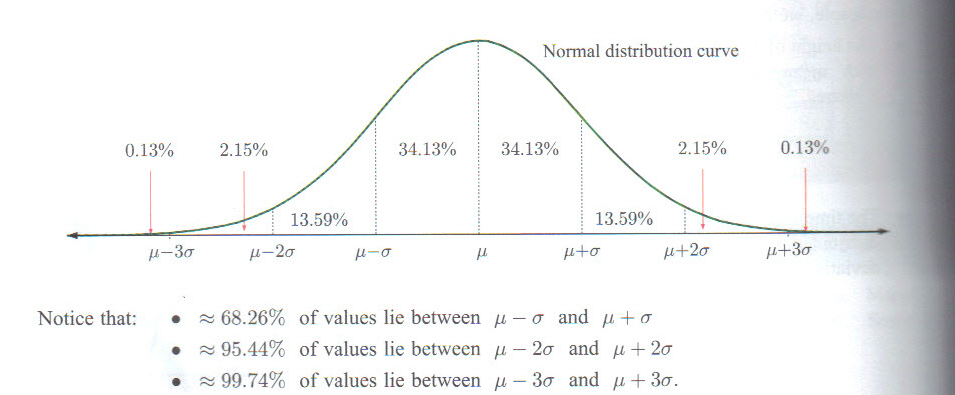 Normal distribution curve
0.13% 2.15% 34.13% 34.13% 2.15% 0.13%
13.59% 13.59%
μ−3σ μ−2σ μ−σ μ μ+σ μ+2σ μ+3σ
Notice that: • ≈ 68.26% of values lie between μ − σ and μ + σ
• ≈ 95.44% of values lie between μ − 2σ and μ + 2σ
• ≈ 99.74% of values lie between μ − 3σ and μ + 3σ.